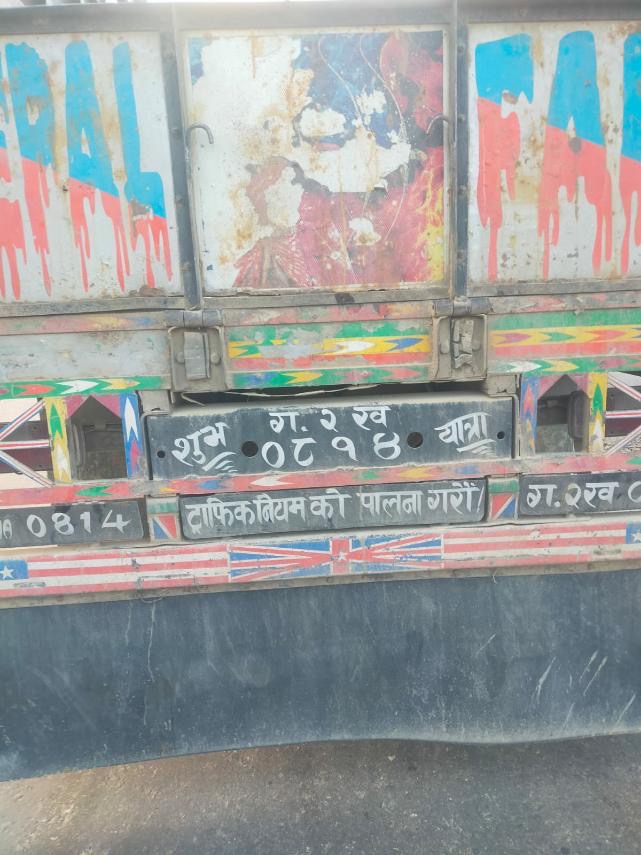 शुभ ग. २ ख यात्रा
०८१४
0814
ट्राफिक नियम को पालना गरौं!
ग. २ ख